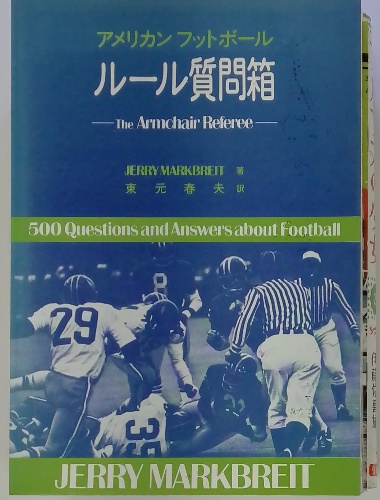 アメリカン フットボール
ルール質問箱
The Armchair Referee
JERRY MARKBREIT 著
東元春夫 訳
500 Questions and Answers about Football
29
8
35
JERRY MARKBREIT